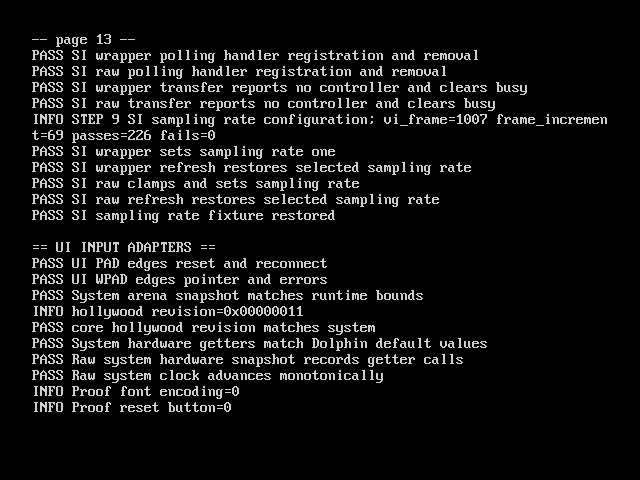 -- page 13 --
PASS SI wrapper polling handler registration and removal
PASS SI raw polling handler registration and removal
PASS SI wrapper transfer reports no controller and clears busy
PASS SI raw transfer reports no controller and clears busy
INFO STEP 9 SI sampling rate configuration; vi_frame=1007 frame_incremen
t=69 passes=226 fails=0
PASS SI wrapper sets sampling rate one
PASS SI wrapper refresh restores selected sampling rate
PASS SI raw clamps and sets sampling rate
PASS SI raw refresh restores selected sampling rate
PASS SI sampling rate fixture restored
== UI INPUT ADAPTERS ==
PASS UI PAD edges reset and reconnect
PASS UI WPAD edges pointer and errors
PASS System arena snapshot matches runtime bounds
INFO hollywood revision=0x00000011
PASS core hollywood revision matches system
PASS System hardware getters match Dolphin default values
PASS Raw system hardware snapshot records getter calls
PASS Raw system clock advances monotonically
INFO Proof font encoding=0
INFO Proof reset button=0